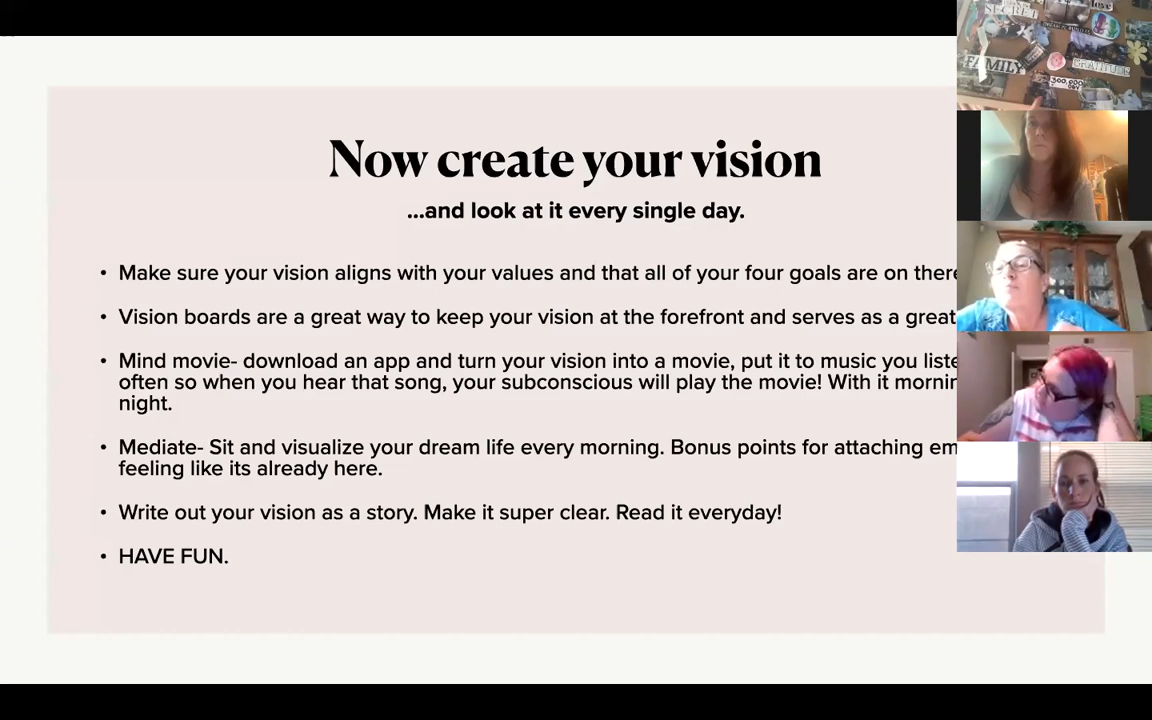 Now create your vision
...and look at it every single day.
• Make sure your vision aligns with your values and that all of your four goals are on there
• Vision boards are a great way to keep your vision at the forefront and serves as a great
• Mind movie- download an app and turn your vision into a movie, put it to music you liste
often so when you hear that song, your subconscious will play the movie! With it mornin
night.
• Mediate- Sit and visualize your dream life every morning. Bonus points for attaching em
feeling like its already here.
• Write out your vision as a story. Make it super clear. Read it everyday!
• HAVE FUN.
love
SECRET
FAMILY
GRATITUDE
300,000